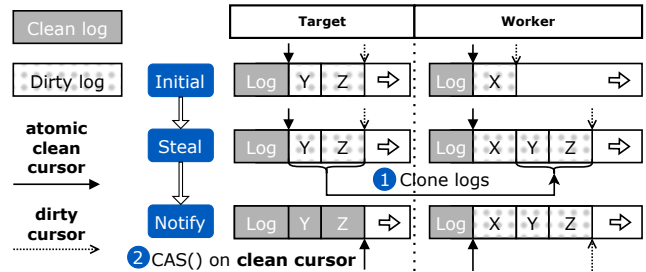 Target Worker
Clean log
Dirty log
Initial Log Y Z Log X
atomic
clean
cursor
Steal Log Y Z Log X Y Z
1 Clone logs
dirty
cursor
Notify Log Y Z Log X Y Z
2 CAS() on clean cursor